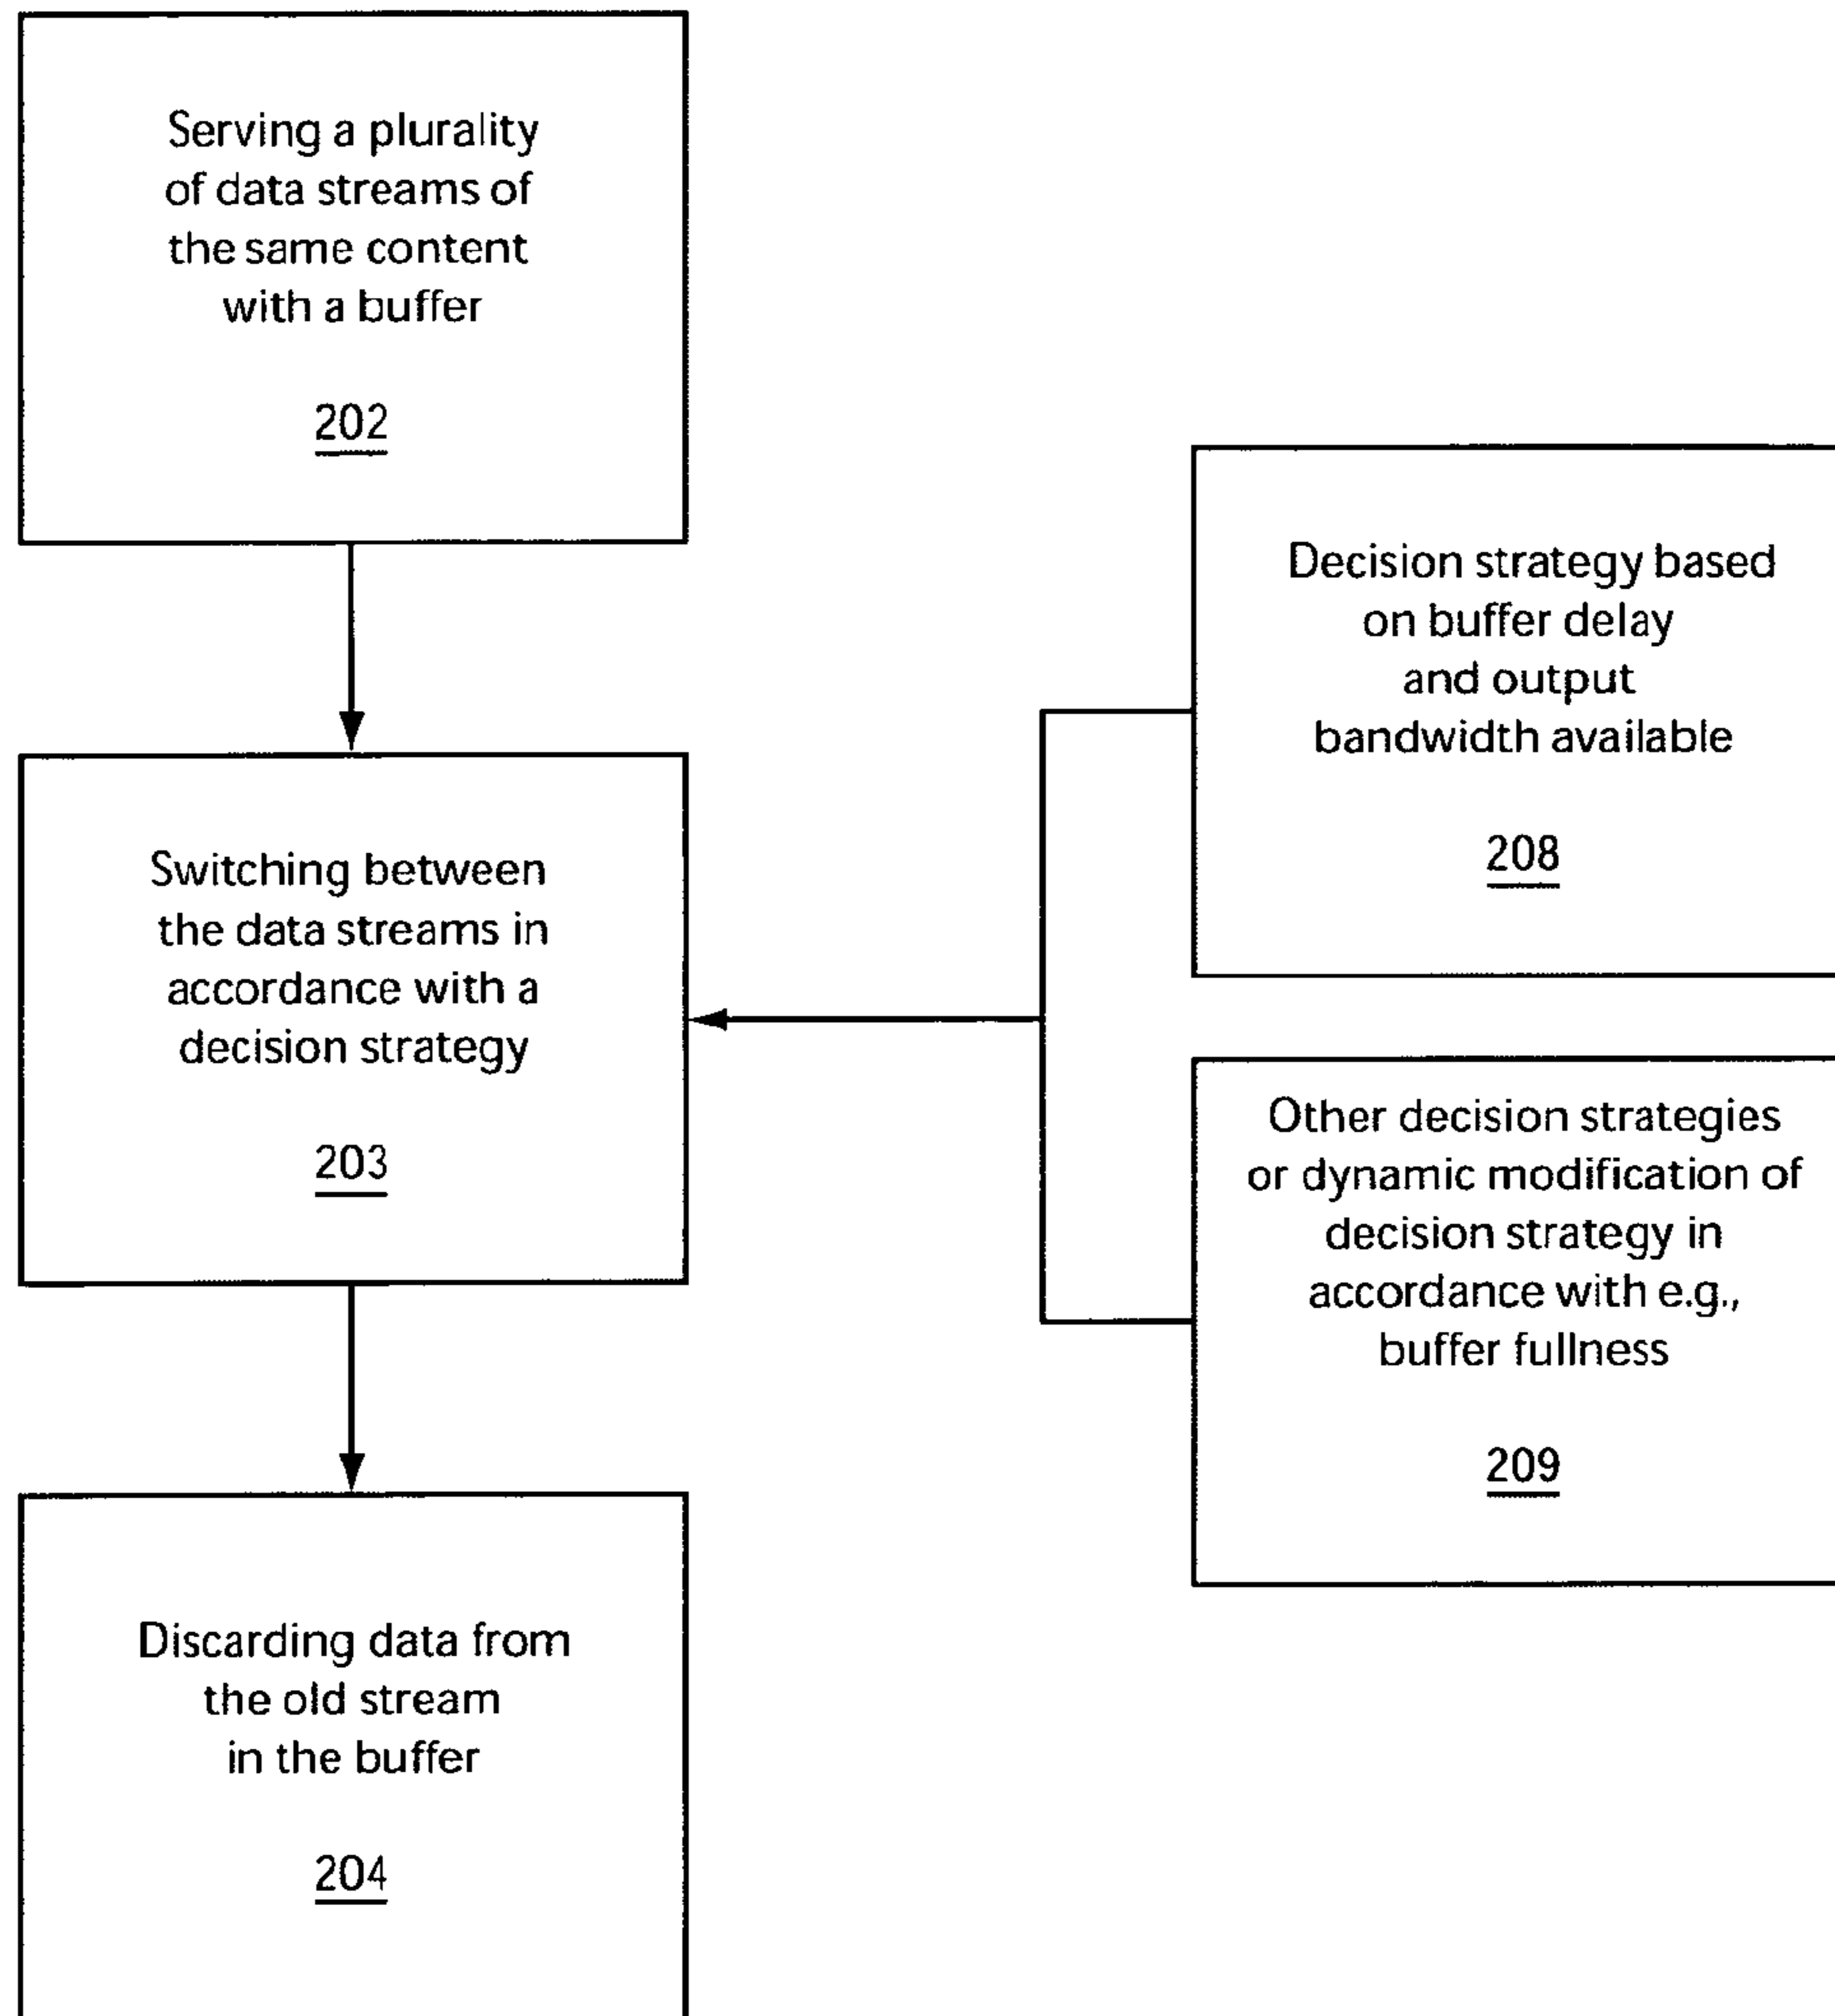 Serving a plurality
of data streams of
the same content
with a buffer
202
Switching between
the data streams in
accordance with a
decision strategy
203
Discarding data from
the old stream
in the buffer
204
Decision strategy based
on buffer delay
and output
bandwidth available
208
Other decision strategies
or dynamic modification of
decision strategy in
accordance with e.g.,
buffer fullness
209